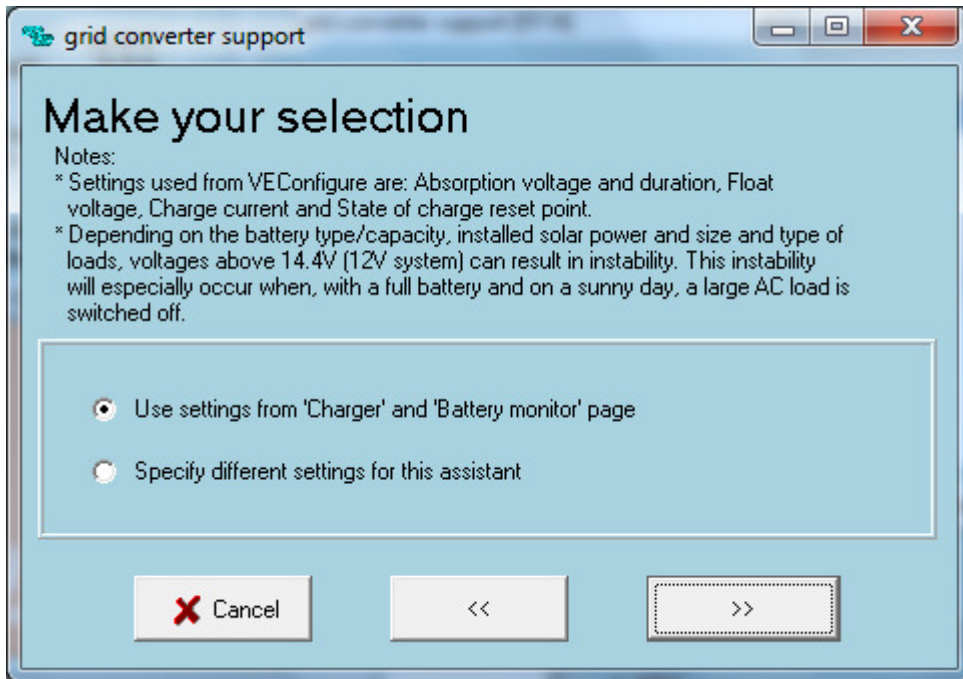 grid converter support
Make your selection
Notes:
* Settings used from VEConfigure are: Absorption voltage and duration, Float
voltage, Charge current and State of charge reset point.
* Depending on the battery type/capacity, installed solar power and size and type of
loads, voltages above 14.4V (12V system) can result in instability. This instability
will especially occur when, with a full battery and on a sunny day, a large AC load is
switched off.
Use settings from 'Charger' and 'Battery monitor' page
Specify different settings for this assistant
Cancel << >>